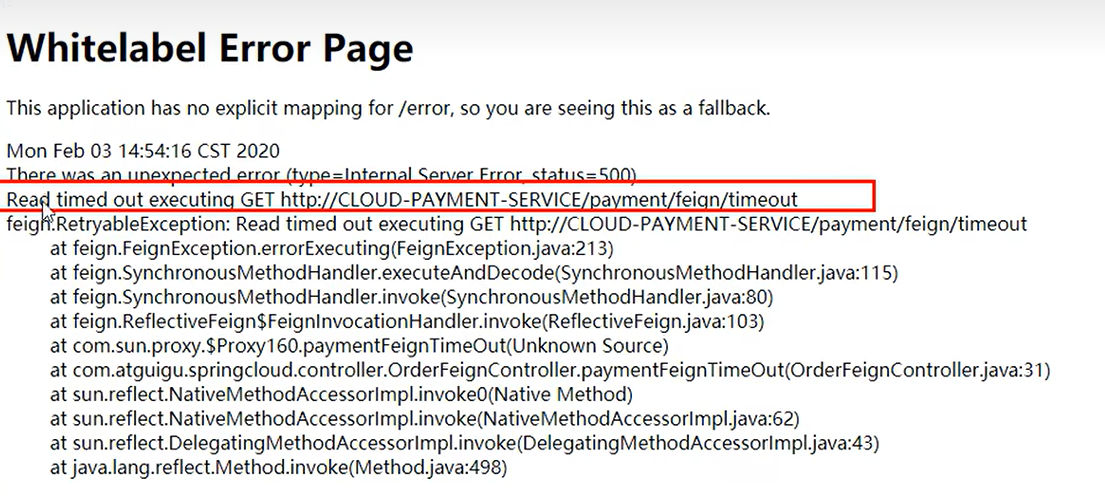 Whitelabel Error Page
This application has no explicit mapping for /error, so you are seeing this as a fallback.
Mon Feb 03 14:54:16 CST 2020
There was an unexpected error (type=Internal Server Error, status=500).
Read timed out executing GET http://CLOUD-PAYMENT-SERVICE/payment/feign/timeout
feign.RetryableException: Read timed out executing GET http://CLOUD-PAYMENT-SERVICE/payment/feign/timeout
at feign.FeignException.errorExecuting(FeignException.java:213)
at feign.SynchronousMethodHandler.executeAndDecode(SynchronousMethodHandler.java:115)
at feign.SynchronousMethodHandler.invoke(SynchronousMethodHandler.java:80)
at feign.ReflectiveFeign$FeignInvocationHandler.invoke(ReflectiveFeign.java:103)
at com.sun.proxy.$Proxy160.paymentFeignTimeOut(Unknown Source)
at com.atguigu.springcloud.controller.OrderFeignController.paymentFeignTimeOut(OrderFeignController.java:31)
at sun.reflect.NativeMethodAccessorImpl.invoke0(Native Method)
at sun.reflect.NativeMethodAccessorImpl.invoke(NativeMethodAccessorImpl.java:62)
at sun.reflect.DelegatingMethodAccessorImpl.invoke(DelegatingMethodAccessorImpl.java:43)
at java.lang.reflect.Method.invoke(Method.java:498)